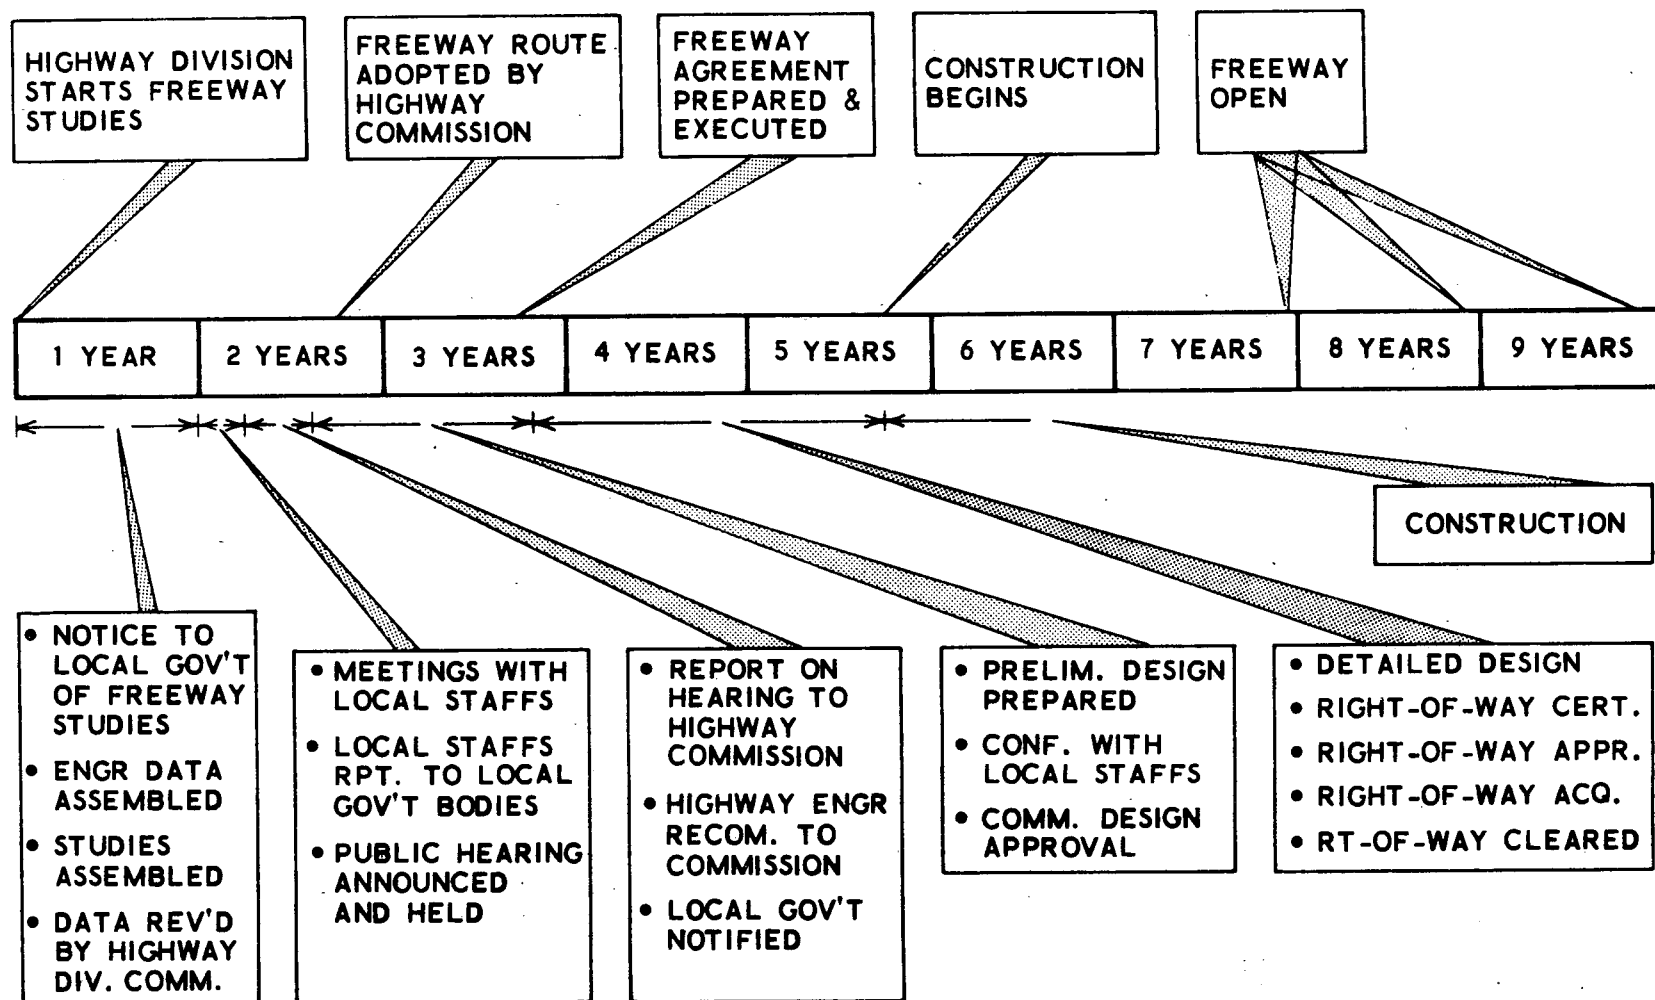 HIGHWAY DIVISION
STARTS FREEWAY
STUDIES
FREEWAY ROUTE
ADOPTED BY
HIGHWAY
COMMISSION
FREEWAY
AGREEMENT
PREPARED &
EXECUTED
CONSTRUCTION
BEGINS
FREEWAY
OPEN
1 YEAR
2 YEARS
3 YEARS
4 YEARS
5 YEARS
6 YEARS
7 YEARS
8 YEARS
9 YEARS
CONSTRUCTION
• NOTICE TO
LOCAL GOV'T
OF FREEWAY
STUDIES
• ENGR DATA
ASSEMBLED
• STUDIES
ASSEMBLED
• DATA REV'D
BY HIGHWAY
DIV. COMM.
• MEETINGS WITH
LOCAL STAFFS
• LOCAL STAFFS
RPT. TO LOCAL
GOV'T BODIES
• PUBLIC HEARING
ANNOUNCED
AND HELD
• REPORT ON
HEARING TO
HIGHWAY
COMMISSION
• HIGHWAY ENGR
RECOM. TO
COMMISSION
• LOCAL GOV'T
NOTIFIED
• PRELIM. DESIGN
PREPARED
• CONF. WITH
LOCAL STAFFS
• COMM. DESIGN
APPROVAL
• DETAILED DESIGN
• RIGHT-OF-WAY CERT.
• RIGHT-OF-WAY APPR.
• RIGHT-OF-WAY ACQ.
• RT-OF-WAY CLEARED